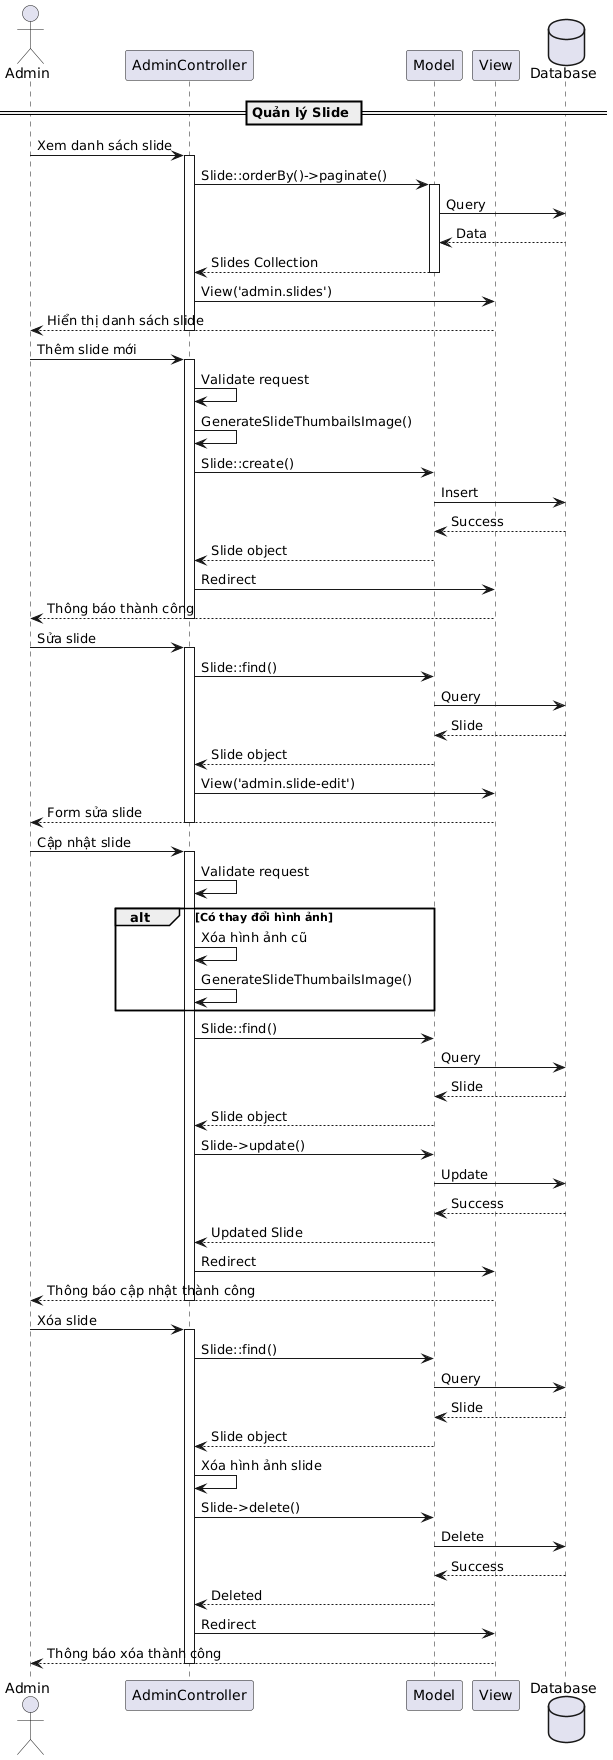 Admin
AdminController
Model
View
Database
Quản lý Slide
Xem danh sách slide
Slide::orderBy()->paginate()
Query
Data
Slides Collection
View('admin.slides')
Hiển thị danh sách slide
Thêm slide mới
Validate request
GenerateSlideThumbailsImage()
Slide::create()
Insert
Success
Slide object
Redirect
Thông báo thành công
Sửa slide
Slide::find()
Query
Slide
Slide object
View('admin.slide-edit')
Form sửa slide
Cập nhật slide
Validate request
alt
[Có thay đổi hình ảnh]
Xóa hình ảnh cũ
GenerateSlideThumbailsImage()
Slide::find()
Query
Slide
Slide object
Slide->update()
Update
Success
Updated Slide
Redirect
Thông báo cập nhật thành công
Xóa slide
Slide::find()
Query
Slide
Slide object
Xóa hình ảnh slide
Slide->delete()
Delete
Success
Deleted
Redirect
Thông báo xóa thành công
Admin
AdminController
Model
View
Database